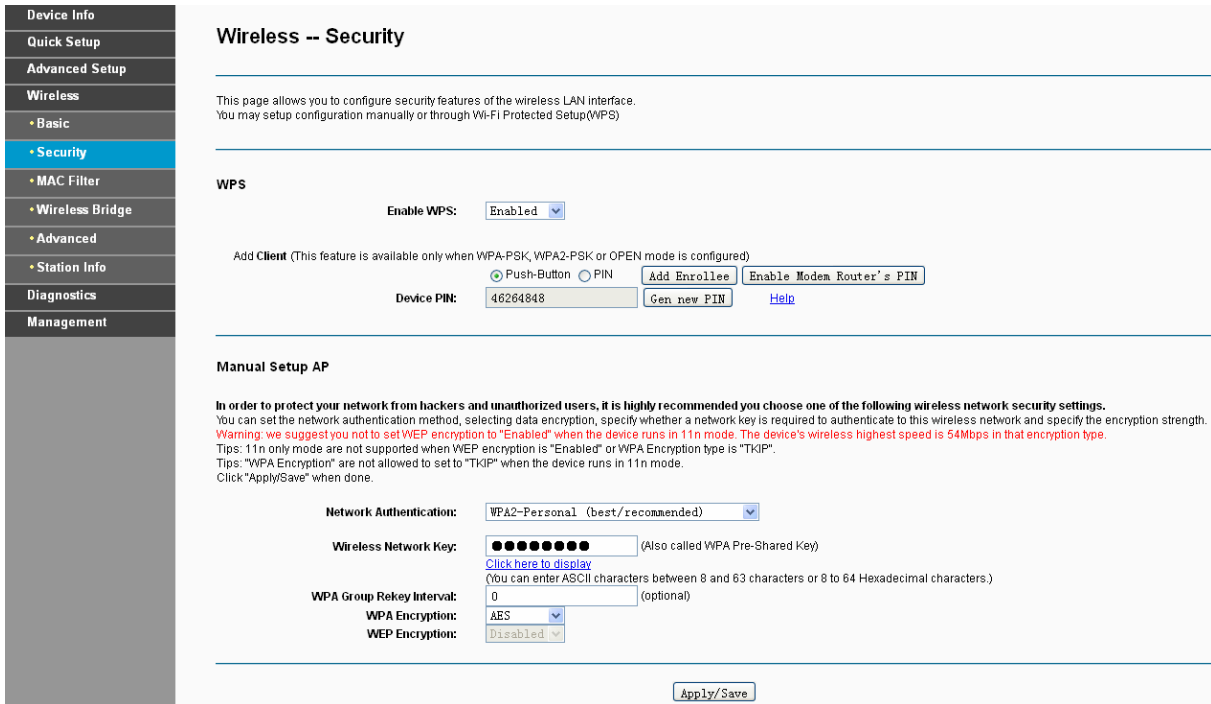 Device Info
Quick Setup
Advanced Setup
Wireless
Basic
Security
MAC Filter
Wireless Bridge
Advanced
Station Info
Diagnostics
Management
Wireless -- Security
This page allows you to configure security features of the wireless LAN interface.
You may setup configuration manually or through Wi-Fi Protected Setup(WPS)
WPS
Enable WPS: Enabled
Add Client (This feature is available only when WPA-PSK, WPA2-PSK or OPEN mode is configured)
Push-Button PIN Add Enrollee Enable Modem Router's PIN
Device PIN: 46264848 Gen new PIN Help
Manual Setup AP
In order to protect your network from hackers and unauthorized users, it is highly recommended you choose one of the following wireless network security settings.
You can set the network authentication method, selecting data encryption, specify whether a network key is required to authenticate to this wireless network and specify the encryption strength.
Warning: we suggest you not to set WEP encryption to "Enabled" when the device runs in 11n mode. The device's wireless highest speed is 54Mbps in that encryption type.
Tips: 11n only mode are not supported when WEP encryption is "Enabled" or WPA Encryption type is "TKIP".
Tips: "WPA Encryption" are not allowed to set to "TKIP" when the device runs in 11n mode.
Click "Apply/Save" when done.
Network Authentication: WPA2-Personal (best/recommended)
Wireless Network Key: ●●●●●●●● (Also called WPA Pre-Shared Key)
Click here to display
(You can enter ASCII characters between 8 and 63 characters or 8 to 64 Hexadecimal characters.)
WPA Group Rekey Interval: 0 (optional)
WPA Encryption: AES
WEP Encryption: Disabled
Apply/Save